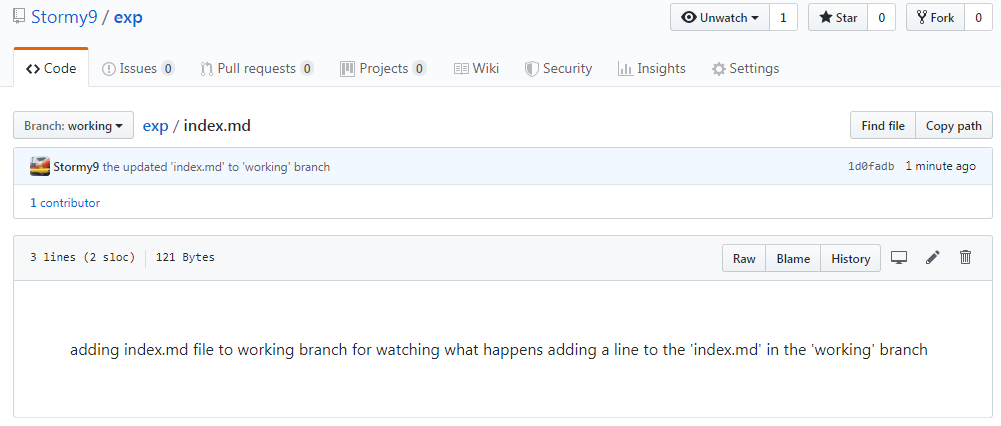 Stormy9 / exp
Unwatch 1 Star 0 Fork 0
Code Issues 0 Pull requests 0 Projects 0 Wiki Security Insights Settings
Branch: working exp / index.md Find file Copy path
Stormy9 the updated 'index.md' to 'working' branch 1d0fadb 1 minute ago
1 contributor
3 lines (2 sloc) 121 Bytes Raw Blame History
adding index.md file to working branch for watching what happens adding a line to the 'index.md' in the 'working' branch